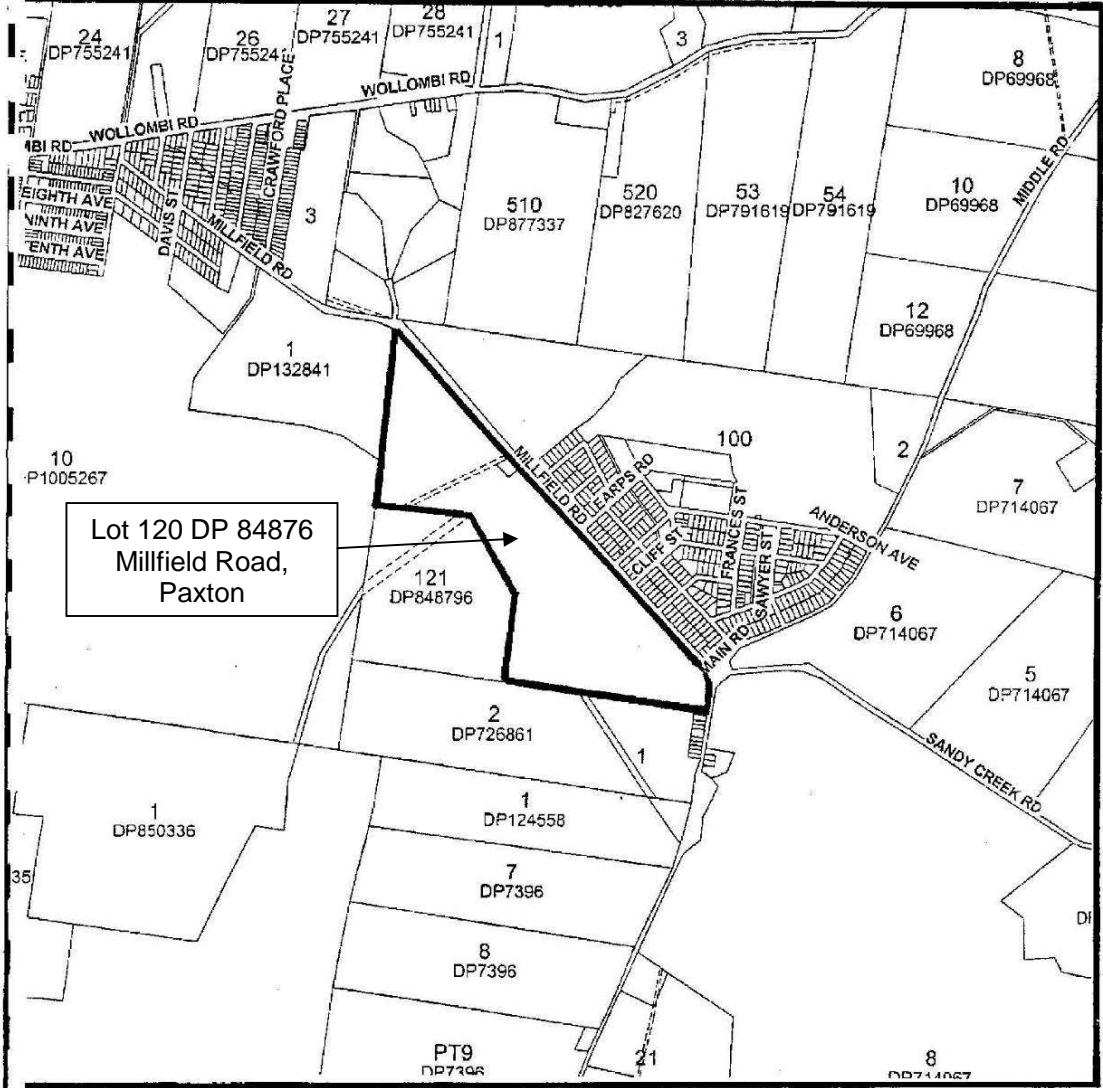 24
DP755241
26
DP75524
27
DP755241
28
DP755241
1
3
8
DP69968
WOLLOMBI RD
WOLLOMBI RD
MBI RD
CRAWFORD PLACE
EIGHTH AVE
NINTH AVE
ENTH AVE
DAVIS ST
MILLFIELD RD
3
510
DP877337
520
DP827620
53
DP791619
54
DP791619
10
DP69968
MIDDLE RD
12
DP69968
1
DP132841
10
P1005267
100
2
7
DP714067
MILLFIELD RD
EARPS RD
CLIFF ST
FRANCES ST
SAWYER ST
ANDERSON AVE
MAIN RD
Lot 120 DP 84876
Millfield Road,
Paxton
121
DP848796
6
DP714067
5
DP714067
SANDY CREEK RD
2
DP726861
1
1
DP850336
1
DP124558
7
DP7396
35
8
DP7396
PT9
DP7396
21
8
DP714067